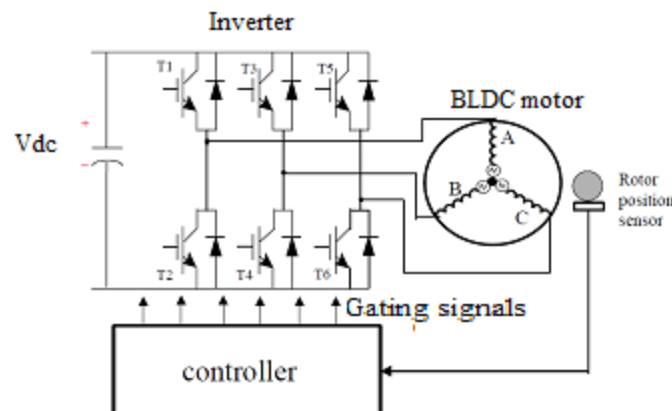 Inverter
T1
T3
T5
BLDC motor
Vdc
+
-
A
B
C
Rotor
position
sensor
T2
T4
T6
Gating signals
controller